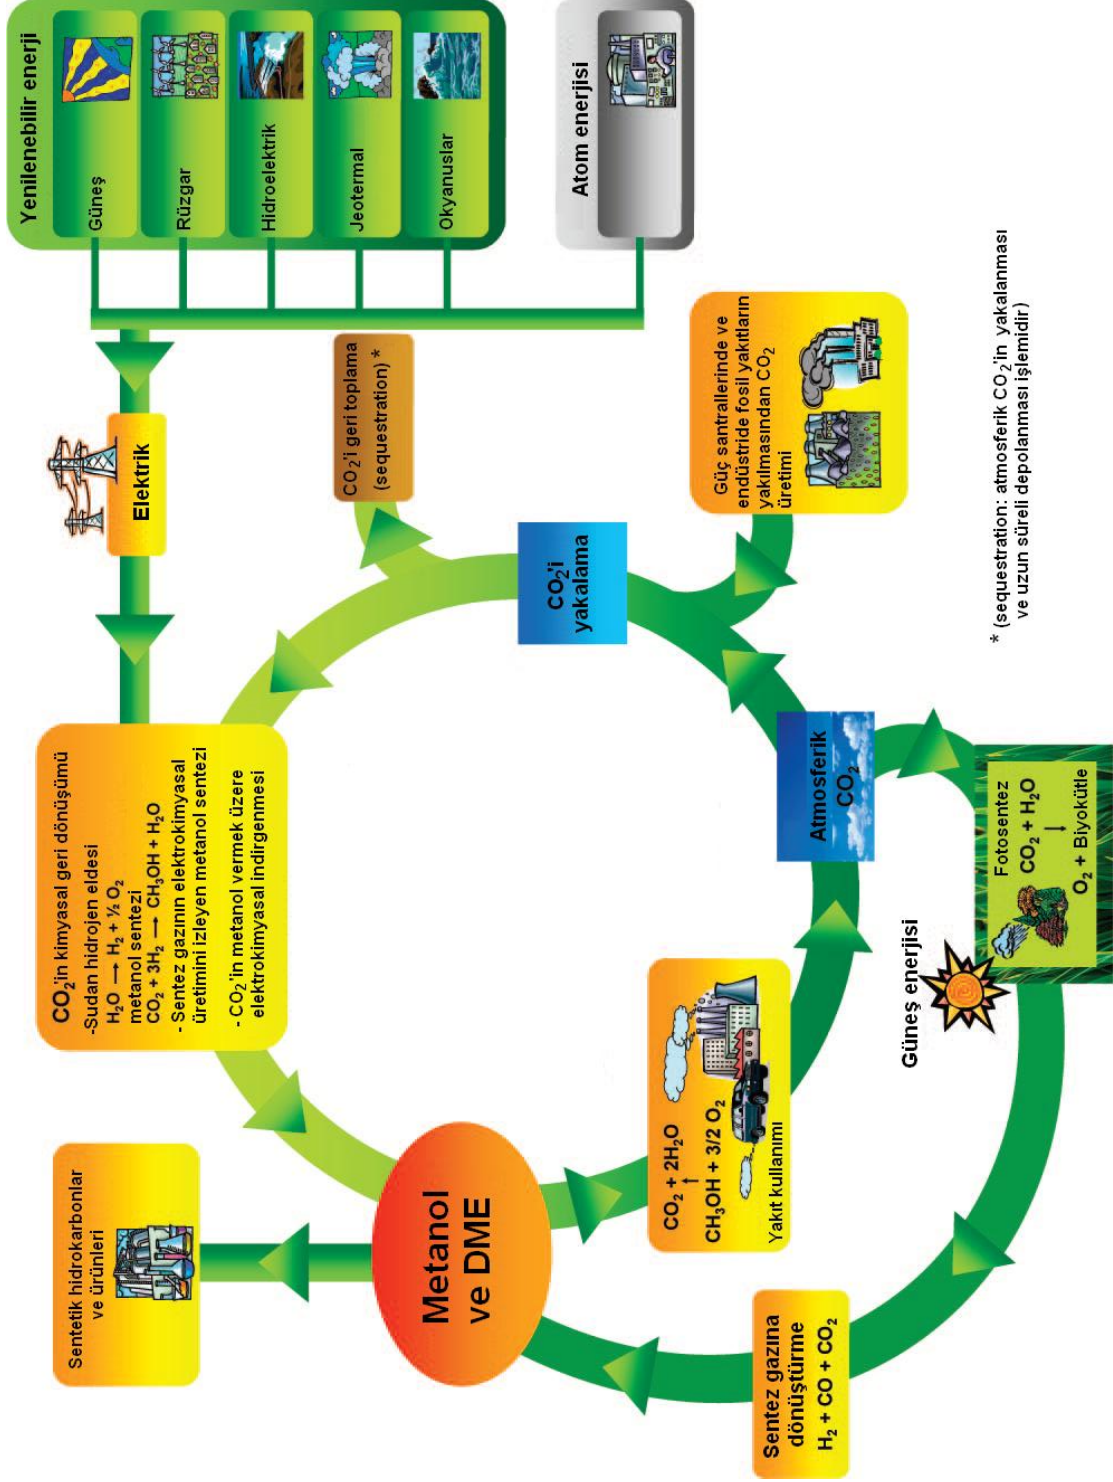 Yenilenebilir enerji
Güneş
Rüzgar
Hidroelektrik
Jeotermal
Okyanuslar
Atom enerjisi
Elektrik
CO₂'i geri toplama
(sequestration) *
Güç santrallerinde ve
endüstride fosil yakıtların
yakılmasından CO₂
üretimi
CO₂'i
yakalama
* (sequestration: atmosferik CO₂'in yakalanması
ve uzun süreli depolanması işlemidir)
CO₂'in kimyasal geri dönüşümü
-Sudan hidrojen eldesi
H₂O → H₂ + ½ O₂
metanol sentezi
CO₂ + 3H₂ → CH₃OH + H₂O
- Sentez gazının elektrokimyasal
üretimini izleyen metanol sentezi
- CO₂'in metanol vermek üzere
elektrokimyasal indirgenmesi
Atmosferik
CO₂
Fotosentez
CO₂ + H₂O
↓
O₂ + Biyokütle
Güneş enerjisi
Sentetik hidrokarbonlar
ve ürünleri
Metanol
ve DME
CO₂ + 2H₂O
↑
CH₃OH + 3/2 O₂
Yakıt kullanımı
Sentez gazına
dönüştürme
H₂ + CO + CO₂